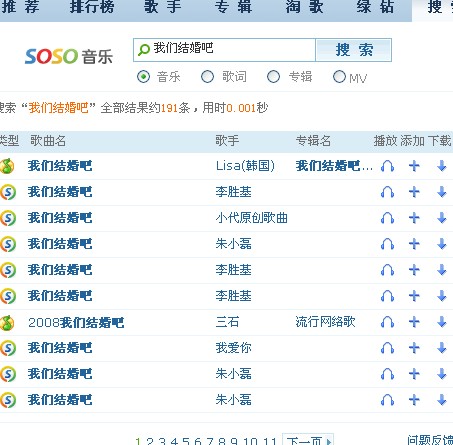 推荐 排行榜 歌手 专辑 淘歌 绿钻 搜
SOSO音乐 我们结婚吧 搜索
音乐 歌词 专辑 MV
搜索“我们结婚吧”全部结果约191条，用时0.001秒
类型 歌曲名 歌手 专辑名 播放 添加 下载
我们结婚吧 Lisa(韩国) 我们结婚吧...
我们结婚吧 李胜基
我们结婚吧 小代原创歌曲
我们结婚吧 朱小磊
我们结婚吧 李胜基
我们结婚吧 李胜基
2008我们结婚吧 三石 流行网络歌
我们结婚吧 我爱你
我们结婚吧 朱小磊
我们结婚吧 朱小磊
1 2 3 4 5 6 7 8 9 10 11 下一页 问题反馈